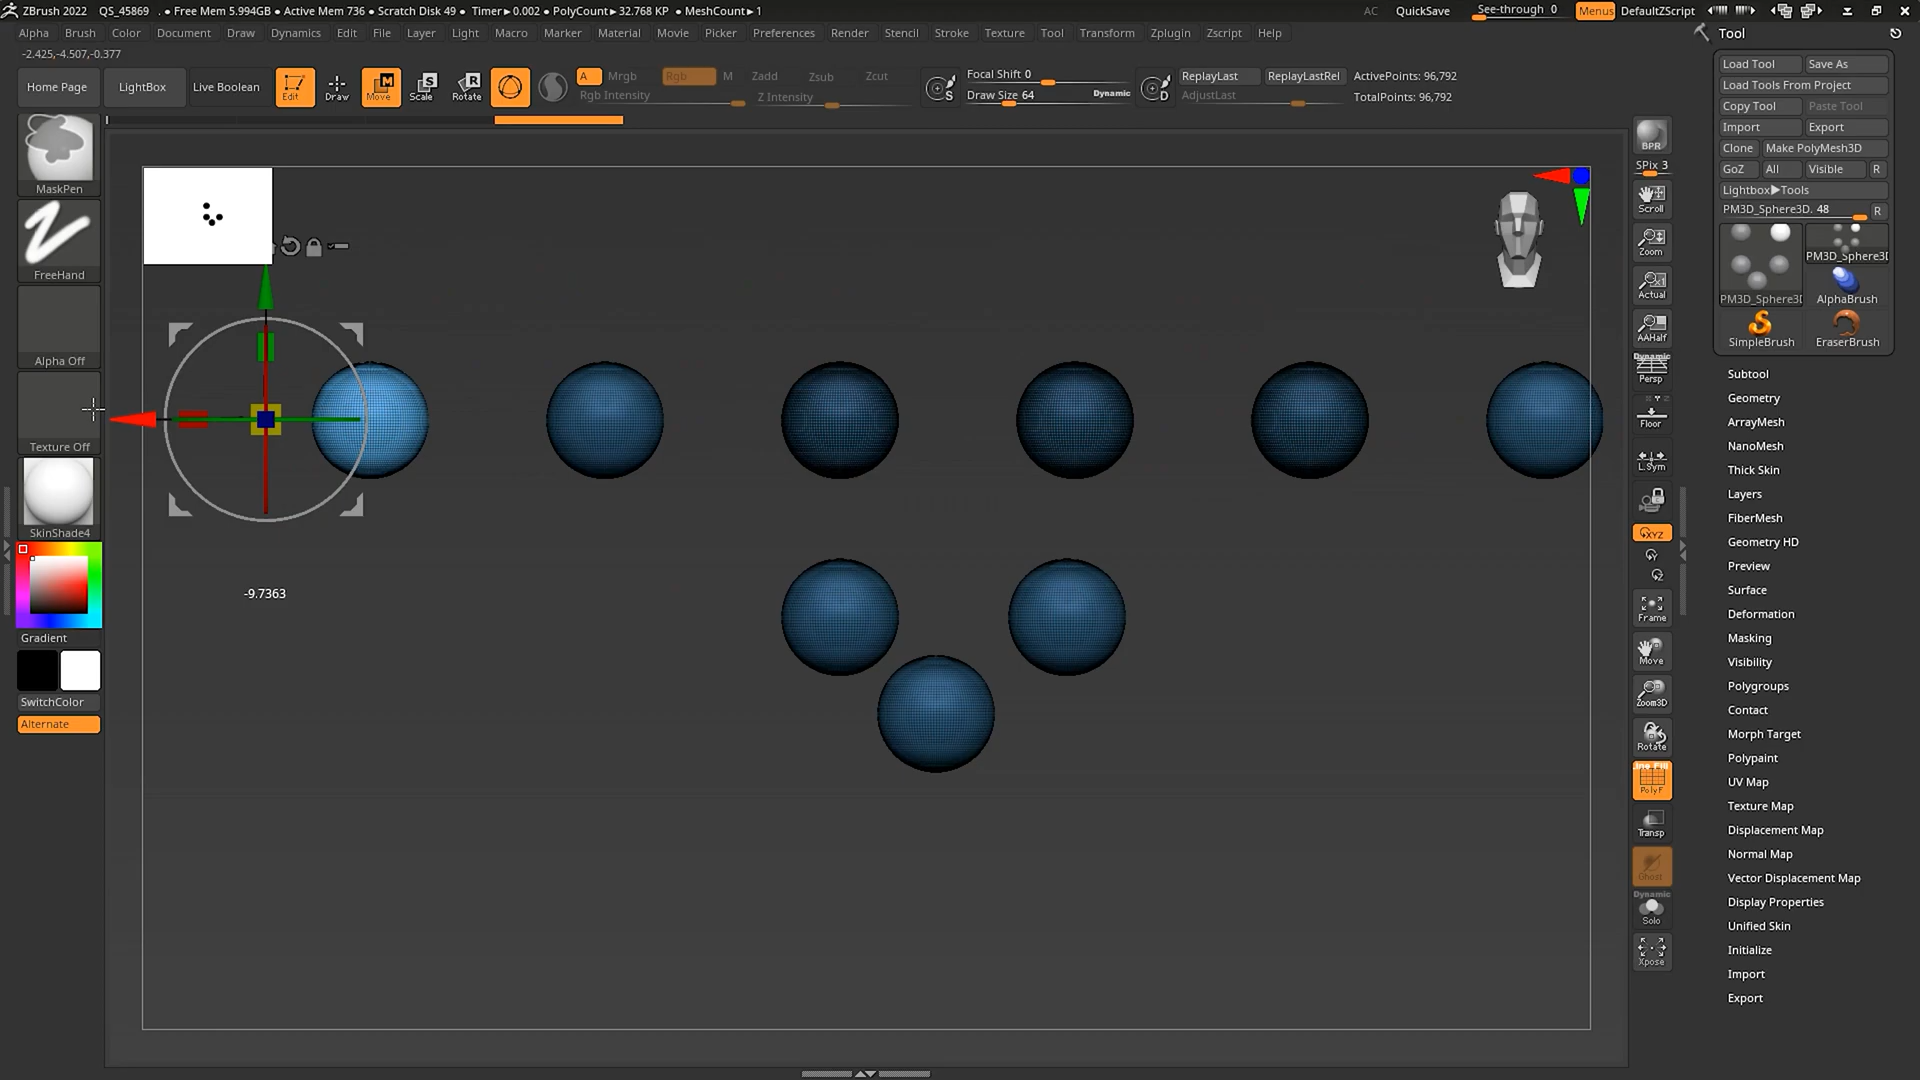 ZBrush 2022 QS_45869 . • Free Mem 5.994GB • Active Mem 736 • Scratch Disk 49 • Timer▸0.002 • PolyCount▸32.768 KP • MeshCount▸1 AC QuickSave See-through 0 Menus DefaultZScript
Alpha Brush Color Document Draw Dynamics Edit File Layer Light Macro Marker Material Movie Picker Preferences Render Stencil Stroke Texture Tool Transform Zplugin Zscript Help
-2.425,-4.507,-0.377
Home Page LightBox Live Boolean Edit Draw Move Scale Rotate
A Mrgb Rgb M Zadd Zsub Zcut
Rgb Intensity Z Intensity
S Focal Shift 0
Draw Size 64 Dynamic
D ReplayLast ReplayLastRel ActivePoints: 96,792
AdjustLast TotalPoints: 96,792
MaskPen
FreeHand
Alpha Off
Texture Off
SkinShade4
Gradient
SwitchColor
Alternate
-9.7363
BPR
SPix 3
Scroll
Zoom
Actual
AAHalf
Dynamic
Persp
Floor
L.Sym
XYZ
Frame
Move
Zoom3D
Rotate
Line Fill
PolyF
Transp
Ghost
Dynamic
Solo
Xpose
Tool
Load Tool Save As
Load Tools From Project
Copy Tool Paste Tool
Import Export
Clone Make PolyMesh3D
GoZ All Visible R
Lightbox▶Tools
PM3D_Sphere3D. 48 R
PM3D_Sphere3D
PM3D_Sphere3D AlphaBrush
SimpleBrush EraserBrush
Subtool
Geometry
ArrayMesh
NanoMesh
Thick Skin
Layers
FiberMesh
Geometry HD
Preview
Surface
Deformation
Masking
Visibility
Polygroups
Contact
Morph Target
Polypaint
UV Map
Texture Map
Displacement Map
Normal Map
Vector Displacement Map
Display Properties
Unified Skin
Initialize
Import
Export